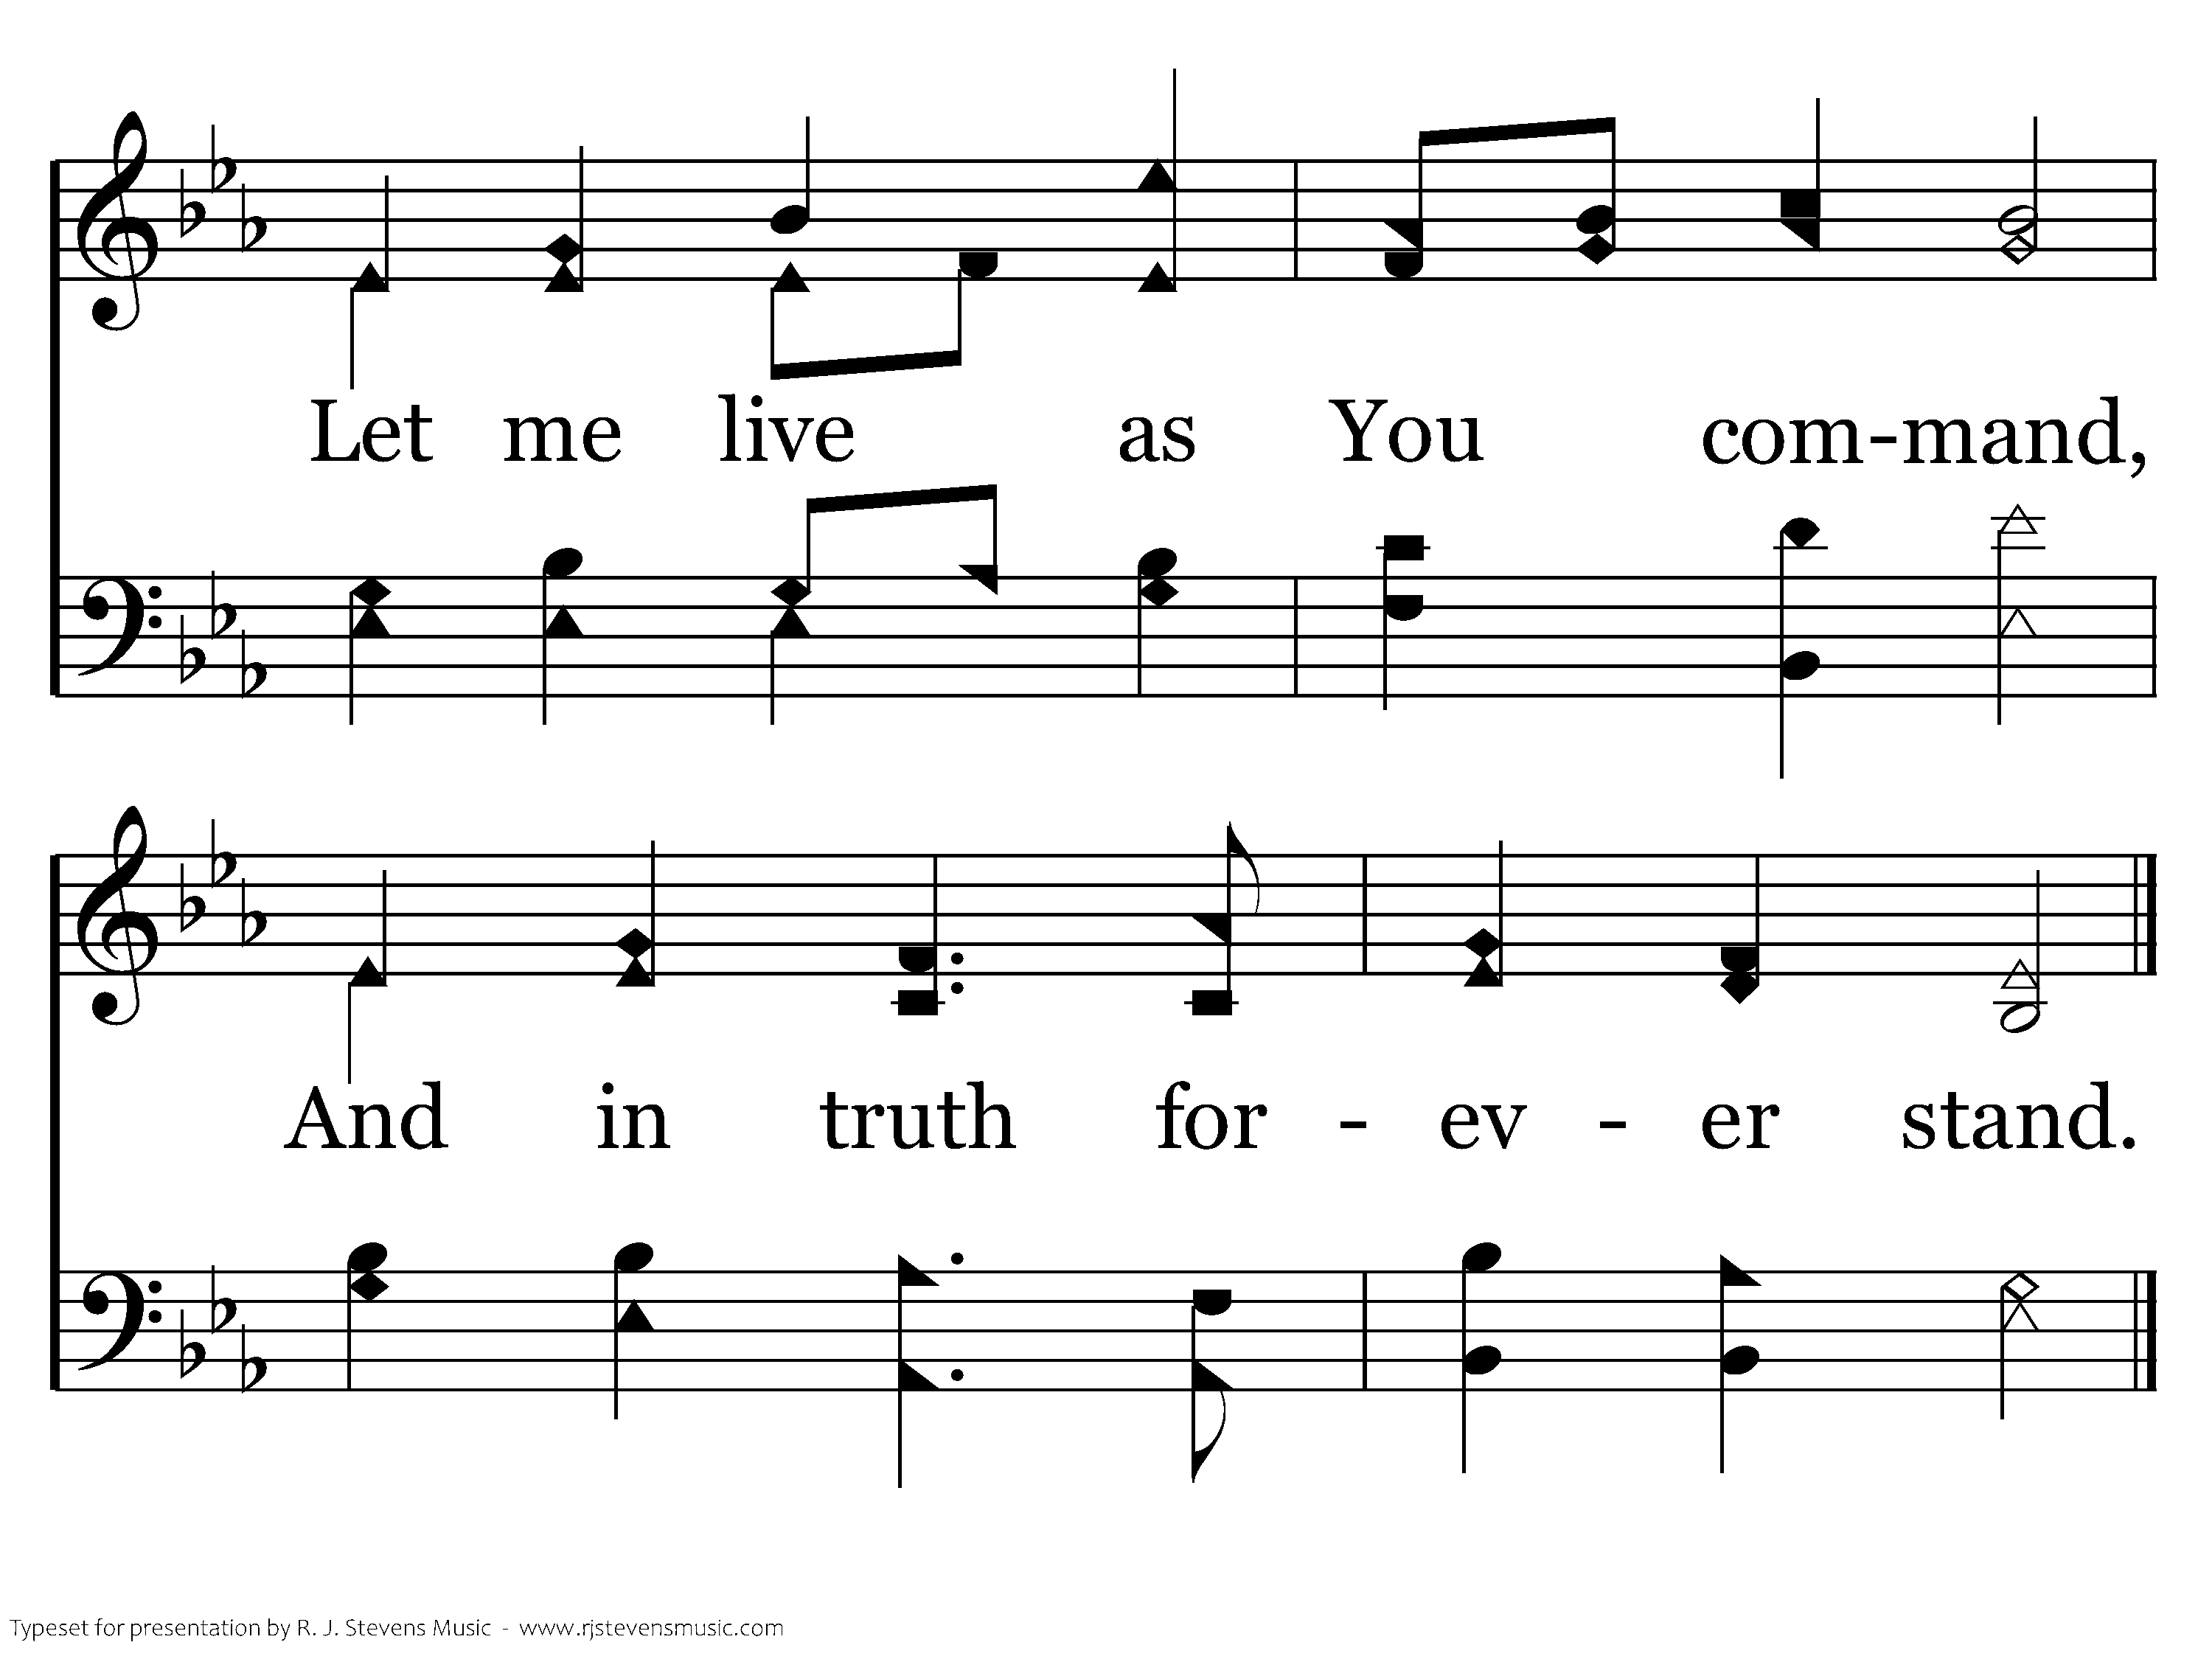 Let me live as You com-mand,
And in truth for - ev - er stand.
Typeset for presentation by R. J. Stevens Music - www.rjstevensmusic.com